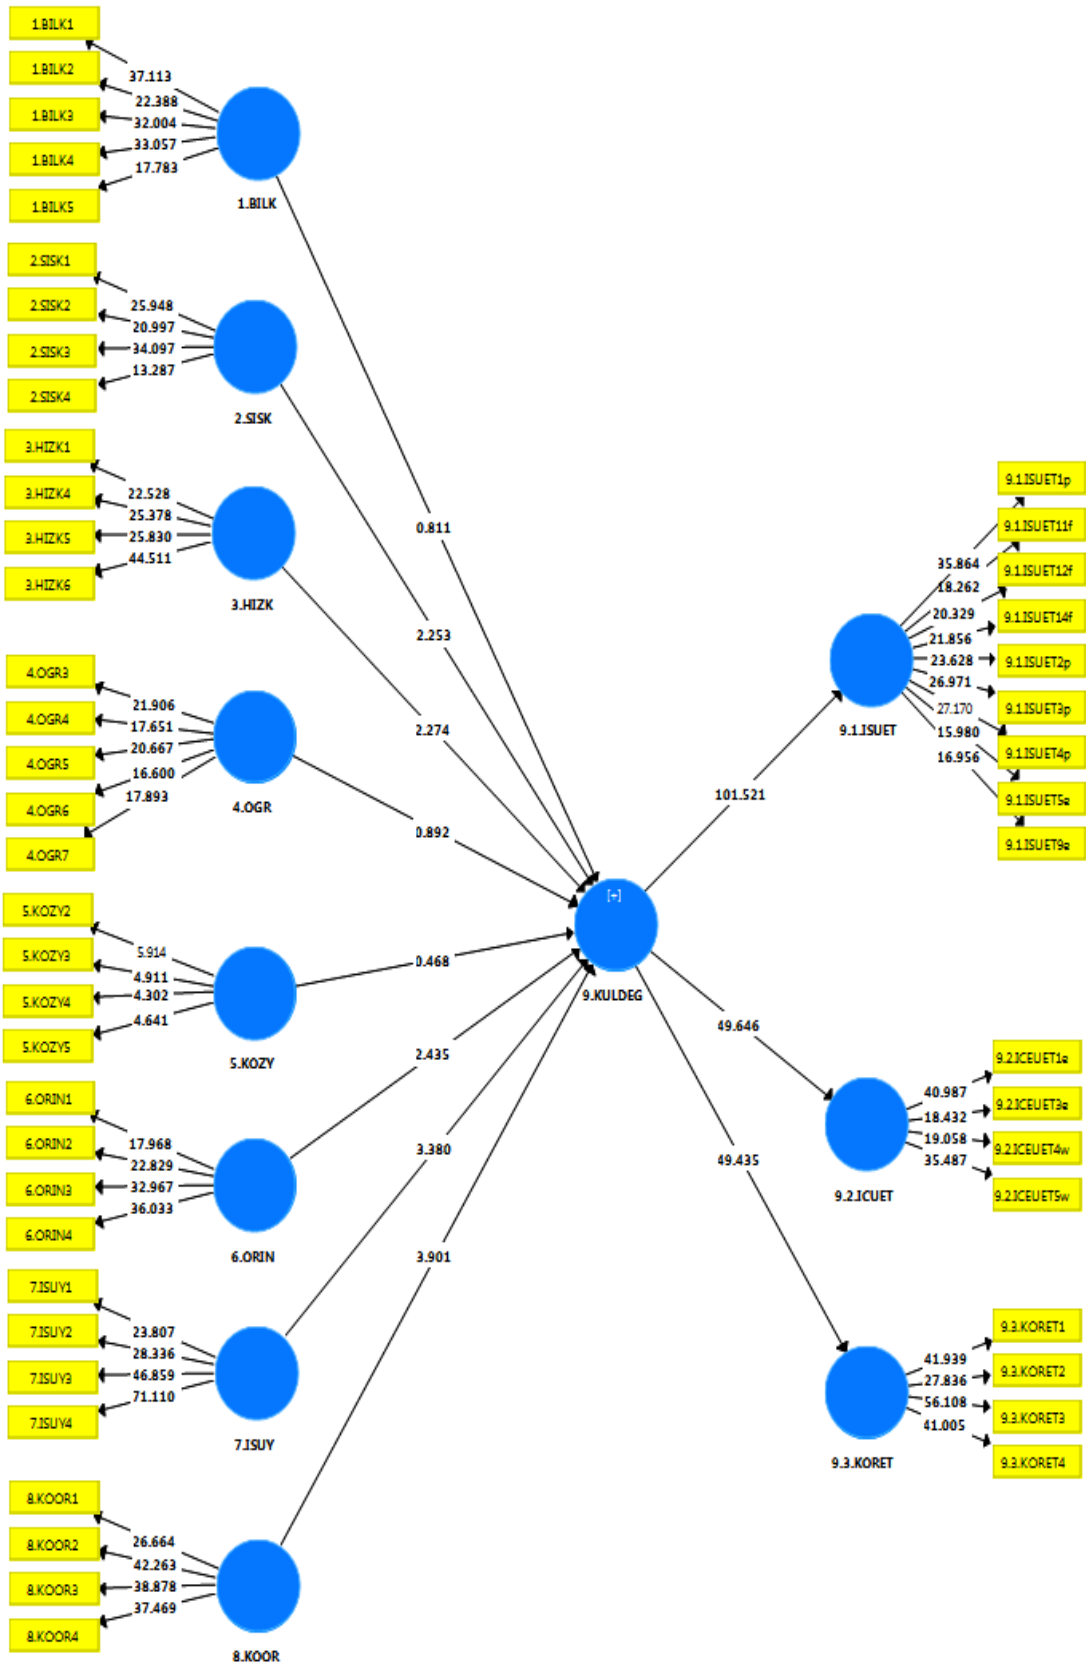 1.BILK1
1.BILK2
1.BILK3
1.BILK4
1.BILK5
37.113
22.388
32.004
33.057
17.783
1.BILK
2.SISK1
2.SISK2
2.SISK3
2.SISK4
25.948
20.997
34.097
13.287
2.SISK
3.HIZK1
3.HIZK4
3.HIZK5
3.HIZK6
22.528
25.378
25.830
44.511
3.HIZK
4.OGR3
4.OGR4
4.OGR5
4.OGR6
4.OGR7
21.906
17.651
20.667
16.600
17.893
4.OGR
5.KOZY2
5.KOZY3
5.KOZY4
5.KOZY5
5.914
4.911
4.302
4.641
5.KOZY
6.ORIN1
6.ORIN2
6.ORIN3
6.ORIN4
17.968
22.829
32.967
36.033
6.ORIN
7.ISUY1
7.ISUY2
7.ISUY3
7.ISUY4
23.807
28.336
46.859
71.110
7.ISUY
8.KOOR1
8.KOOR2
8.KOOR3
8.KOOR4
26.664
42.263
38.878
37.469
8.KOOR
0.811
2.253
2.274
0.892
0.468
2.435
3.380
3.901
[+]
9.KULDEG
101.521
49.646
49.435
9.1.ISUET
35.864
18.262
20.329
21.856
23.628
26.971
27.170
15.980
16.956
9.1.ISUET1p
9.1.ISUET11f
9.1.ISUET12f
9.1.ISUET14f
9.1.ISUET2p
9.1.ISUET3p
9.1.ISUET4p
9.1.ISUET5e
9.1.ISUET9e
9.2.ICUET
40.987
18.432
19.058
35.487
9.2.ICEUET1e
9.2.ICEUET3e
9.2.ICEUET4w
9.2.ICEUET5w
9.3.KORET
41.939
27.836
56.108
41.005
9.3.KORET1
9.3.KORET2
9.3.KORET3
9.3.KORET4